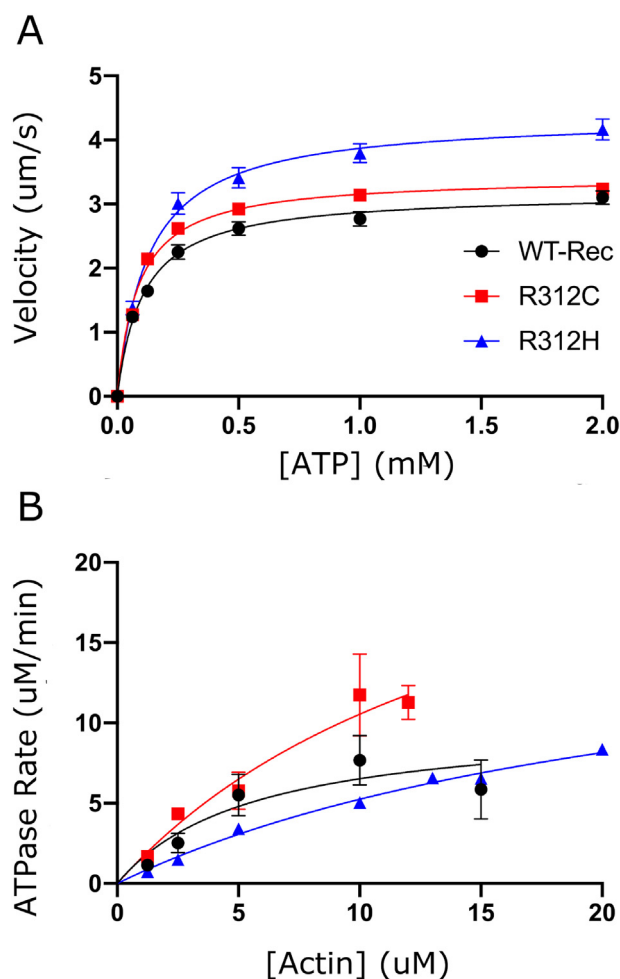 A
Velocity (um/s)
5
4
3
2
1
0
WT-Rec
R312C
R312H
0.0 0.5 1.0 1.5 2.0
[ATP] (mM)
B
ATPase Rate (uM/min)
20
15
10
5
0
0 5 10 15 20
[Actin] (uM)